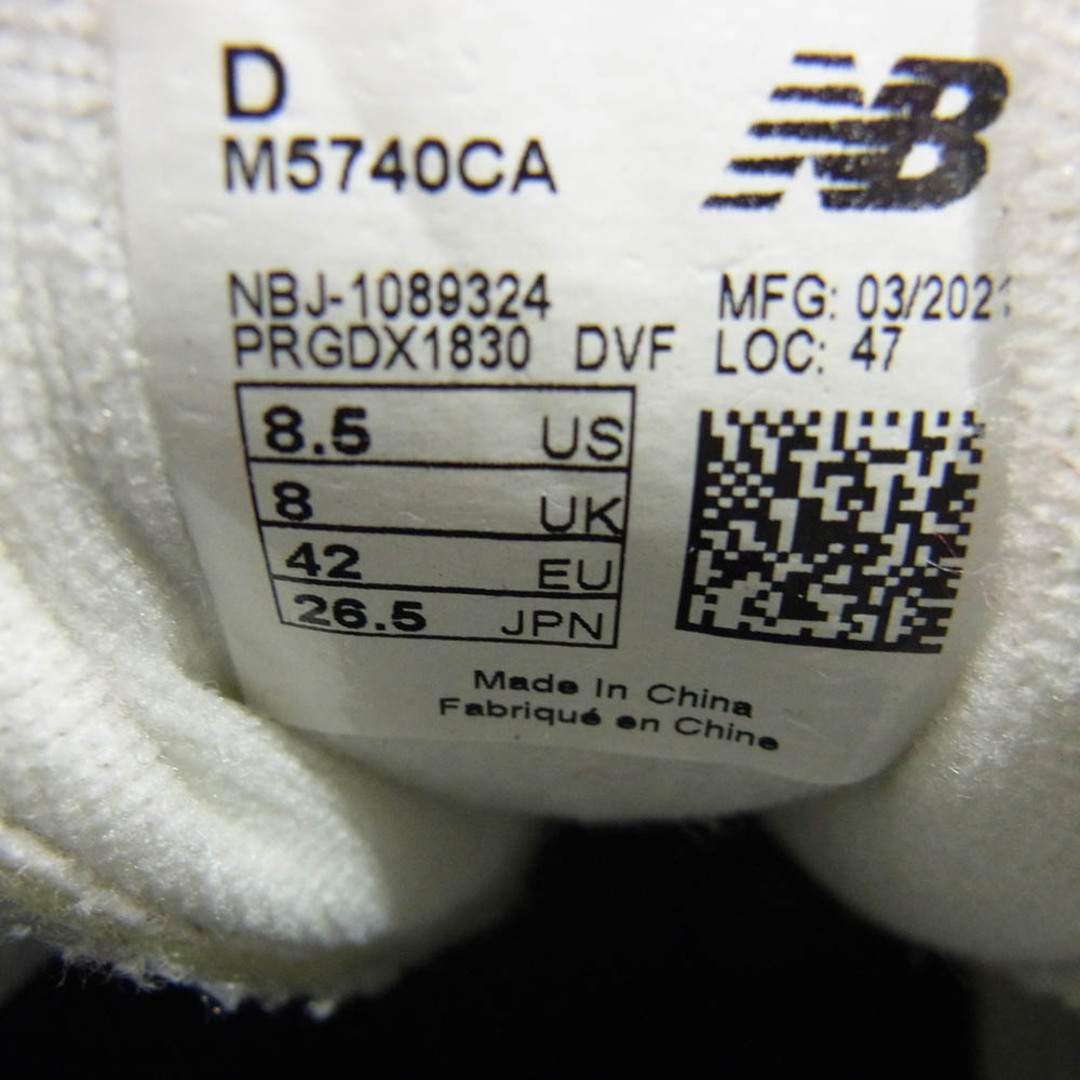 D
M5740CA
NB
NBJ-1089324 MFG: 03/202
PRGDX1830 DVF LOC: 47
8.5 US
8 UK
42 EU
26.5 JPN
Made In China
Fabriqué en Chine